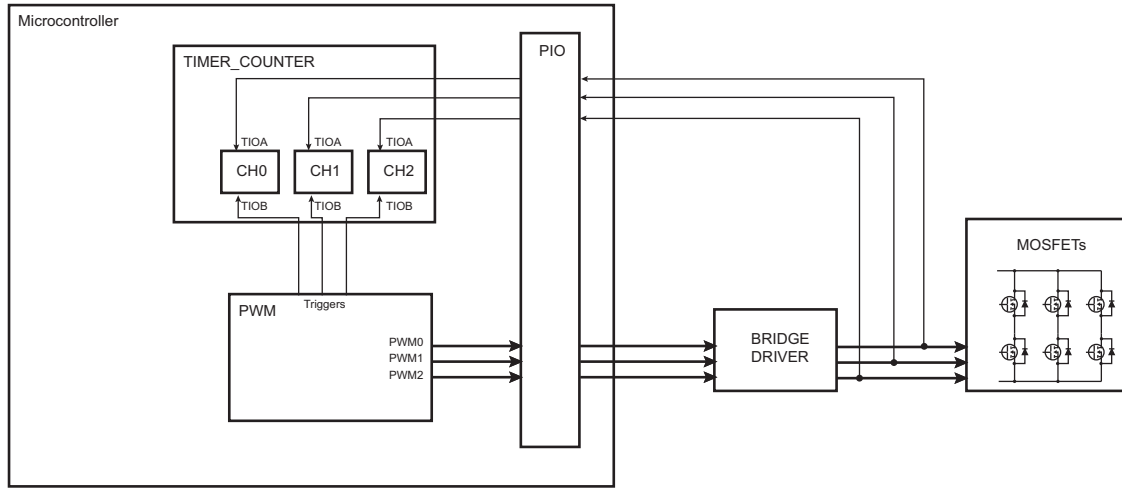 Microcontroller
TIMER_COUNTER
PIO
TIOA TIOA TIOA
CH0 CH1 CH2
TIOB TIOB TIOB
MOSFETs
Triggers
PWM
PWM0
PWM1
PWM2
BRIDGE
DRIVER